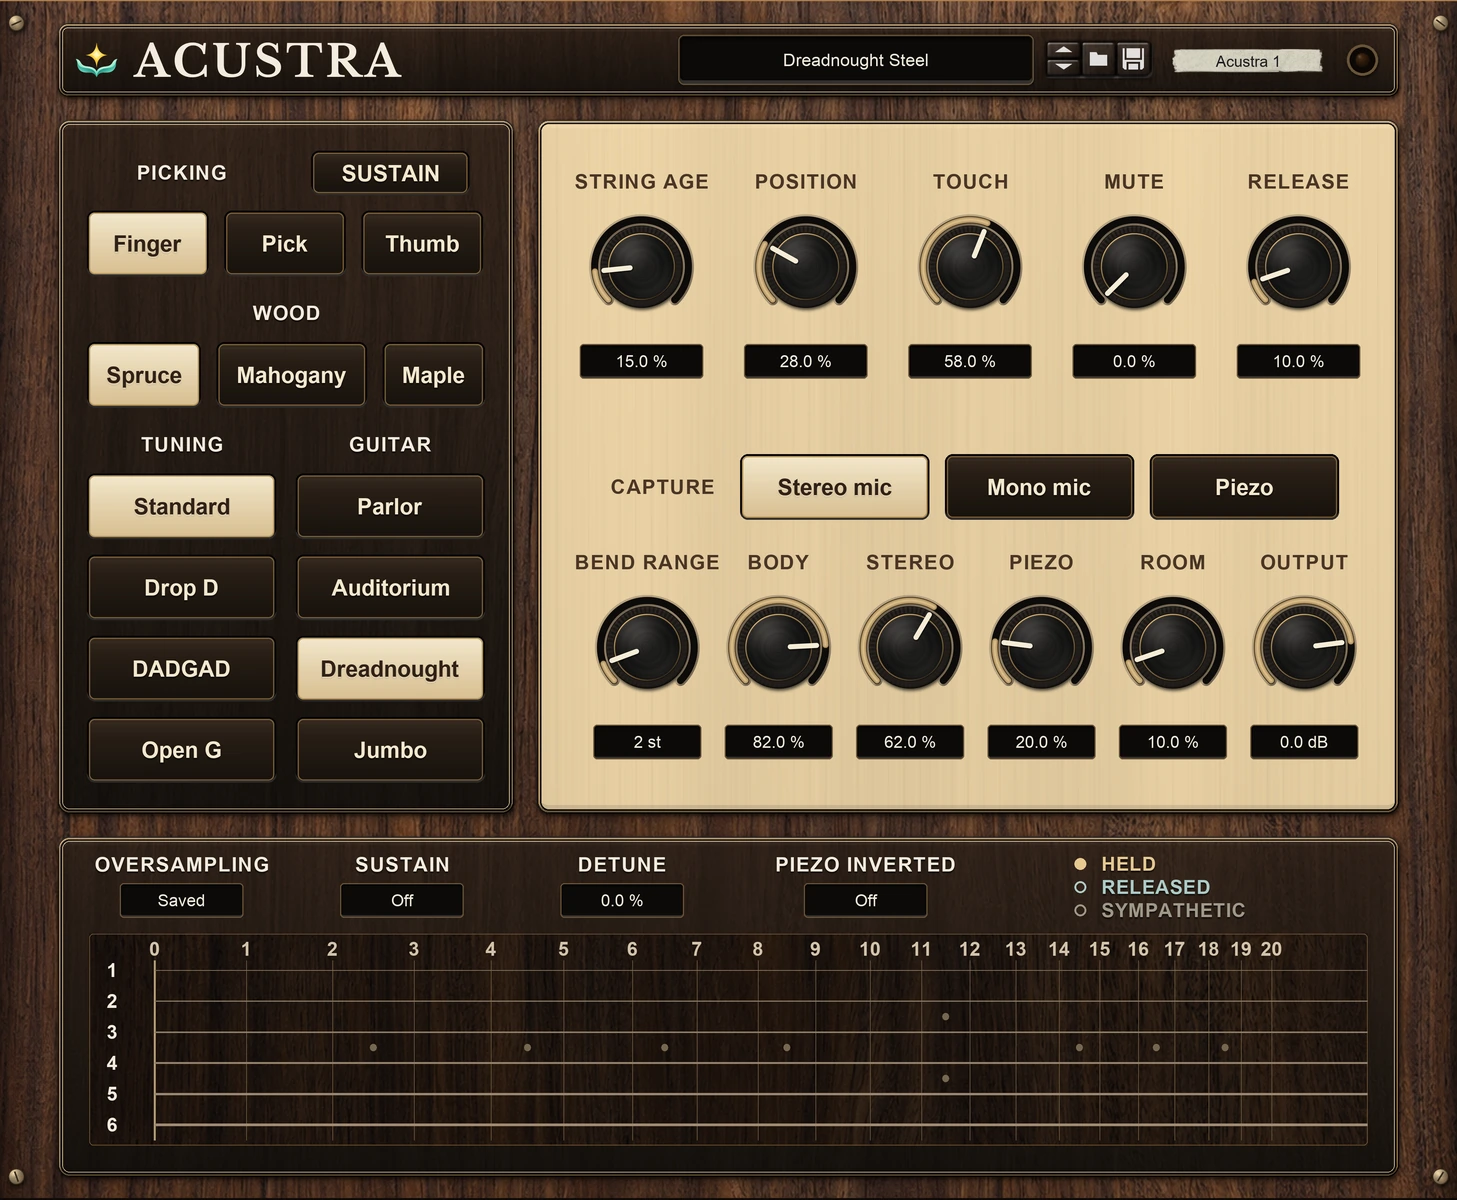 ACUSTRA
Dreadnought Steel
Acustra 1
PICKING
SUSTAIN
Finger Pick Thumb
WOOD
Spruce Mahogany Maple
TUNING GUITAR
Standard Parlor
Drop D Auditorium
DADGAD Dreadnought
Open G Jumbo
STRING AGE POSITION TOUCH MUTE RELEASE
15.0 % 28.0 % 58.0 % 0.0 % 10.0 %
CAPTURE Stereo mic Mono mic Piezo
BEND RANGE BODY STEREO PIEZO ROOM OUTPUT
2 st 82.0 % 62.0 % 20.0 % 10.0 % 0.0 dB
OVERSAMPLING SUSTAIN DETUNE PIEZO INVERTED
Saved Off 0.0 % Off
HELD
RELEASED
SYMPATHETIC
0 1 2 3 4 5 6 7 8 9 10 11 12 13 14 15 16 17 18 19 20
1
2
3
4
5
6